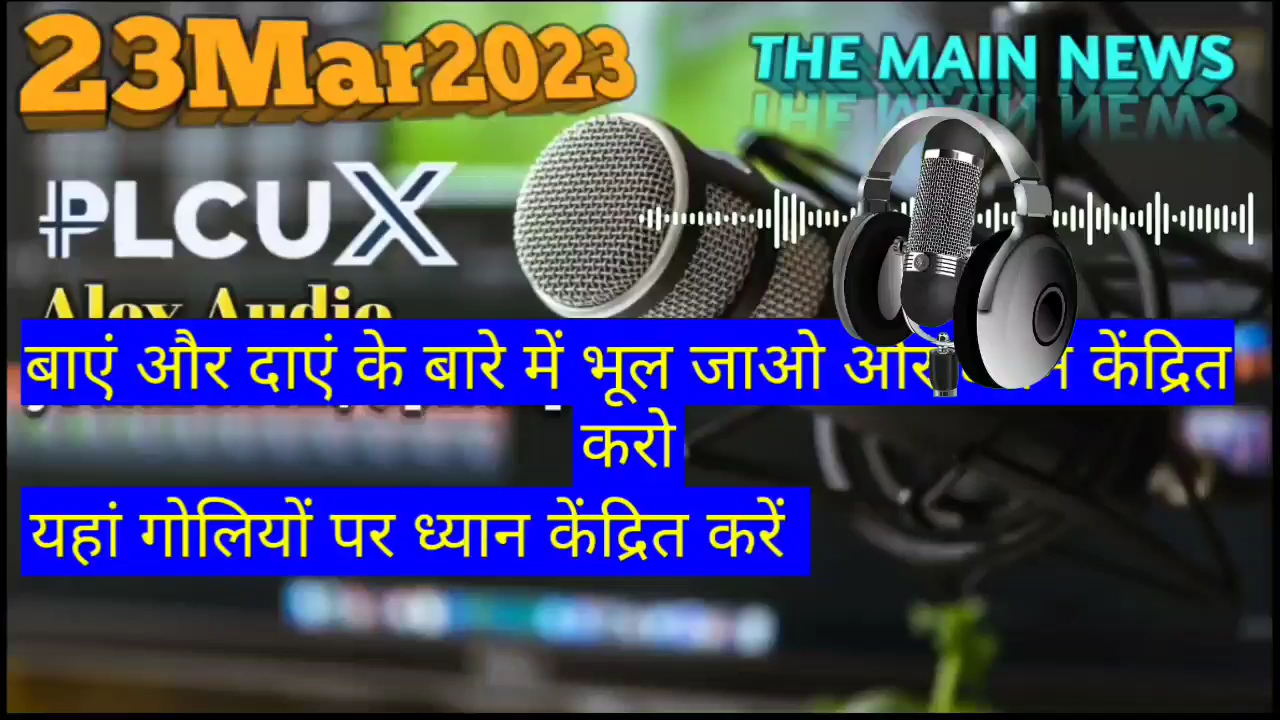 23Mar2023
THE MAIN NEWS
PLCUX
Alex Audio
बाएं और दाएं के बारे में भूल जाओ और केंद्रित
करो
यहां गोलियों पर ध्यान केंद्रित करें